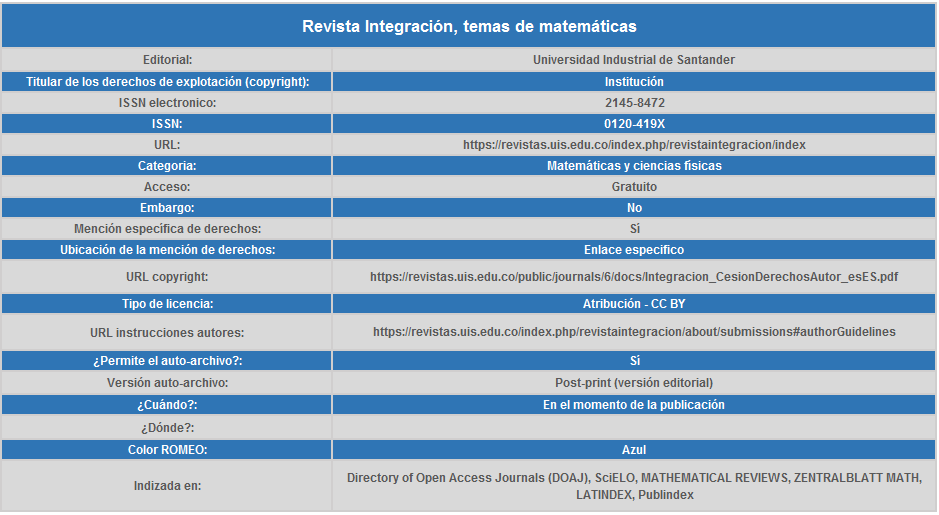 Revista Integración, temas de matemáticas
Editorial: Universidad Industrial de Santander
Titular de los derechos de explotación (copyright): Institución
ISSN electronico: 2145-8472
ISSN: 0120-419X
URL: https://revistas.uis.edu.co/index.php/revistaintegracion/index
Categoria: Matemáticas y ciencias físicas
Acceso: Gratuito
Embargo: No
Mención específica de derechos: Sí
Ubicación de la mención de derechos: Enlace específico
URL copyright: https://revistas.uis.edu.co/public/journals/6/docs/Integracion_CesionDerechosAutor_esES.pdf
Tipo de licencia: Atribución - CC BY
URL instrucciones autores: https://revistas.uis.edu.co/index.php/revistaintegracion/about/submissions#authorGuidelines
¿Permite el auto-archivo?: Sí
Versión auto-archivo: Post-print (versión editorial)
¿Cuándo?: En el momento de la publicación
¿Dónde?:
Color ROMEO: Azul
Indizada en: Directory of Open Access Journals (DOAJ), SciELO, MATHEMATICAL REVIEWS, ZENTRALBLATT MATH,
LATINDEX, Publindex